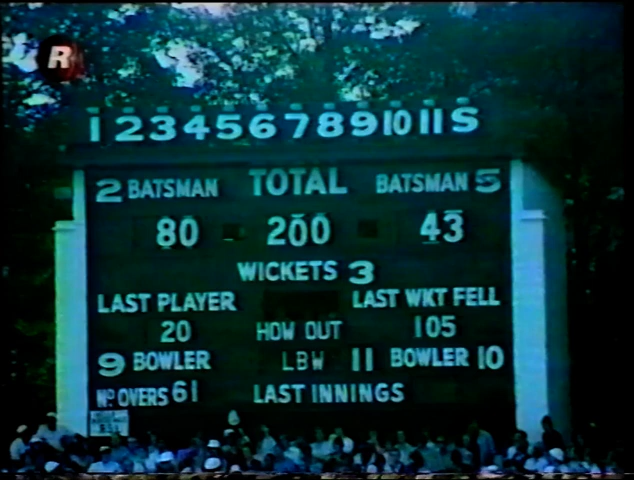 R
1 2 3 4 5 6 7 8 9 10 11 S
2 BATSMAN TOTAL BATSMAN 5
80 200 43
WICKETS 3
LAST PLAYER LAST WKT FELL
20 HOW OUT 105
9 BOWLER LBW 11 BOWLER 10
No OVERS 61 LAST INNINGS